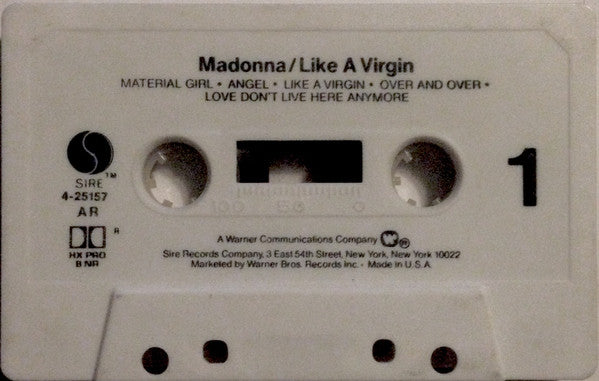 Madonna/Like A Virgin
MATERIAL GIRL • ANGEL • LIKE A VIRGIN • OVER AND OVER •
LOVE DON'T LIVE HERE ANYMORE
SIRE™
4-25157
AR
HX PRO
B NR
®
1
100 50 0
A Warner Communications Company ®
Sire Records Company, 3 East 54th Street, New York, New York 10022
Marketed by Warner Bros. Records Inc. - Made in U.S.A.